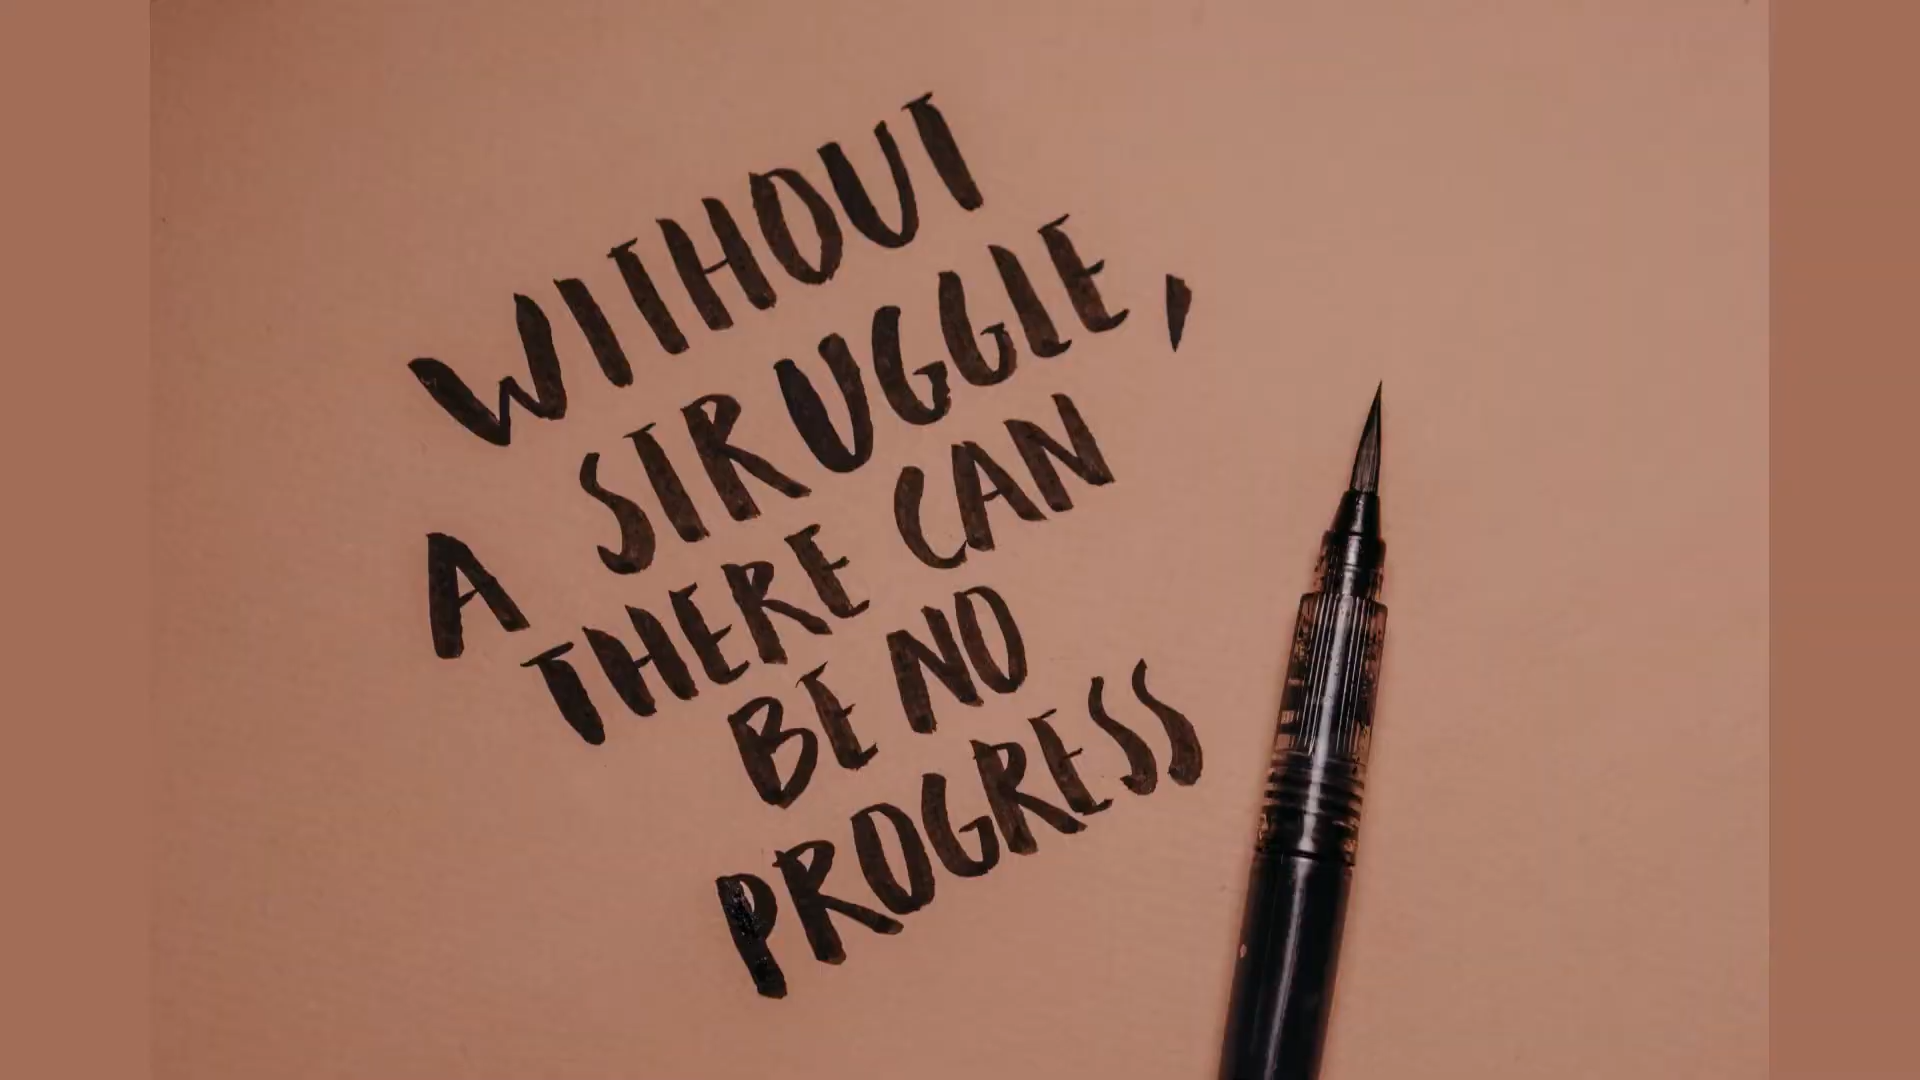 WITHOUT
A STRUGGLE,
THERE CAN
BE NO
PROGRESS